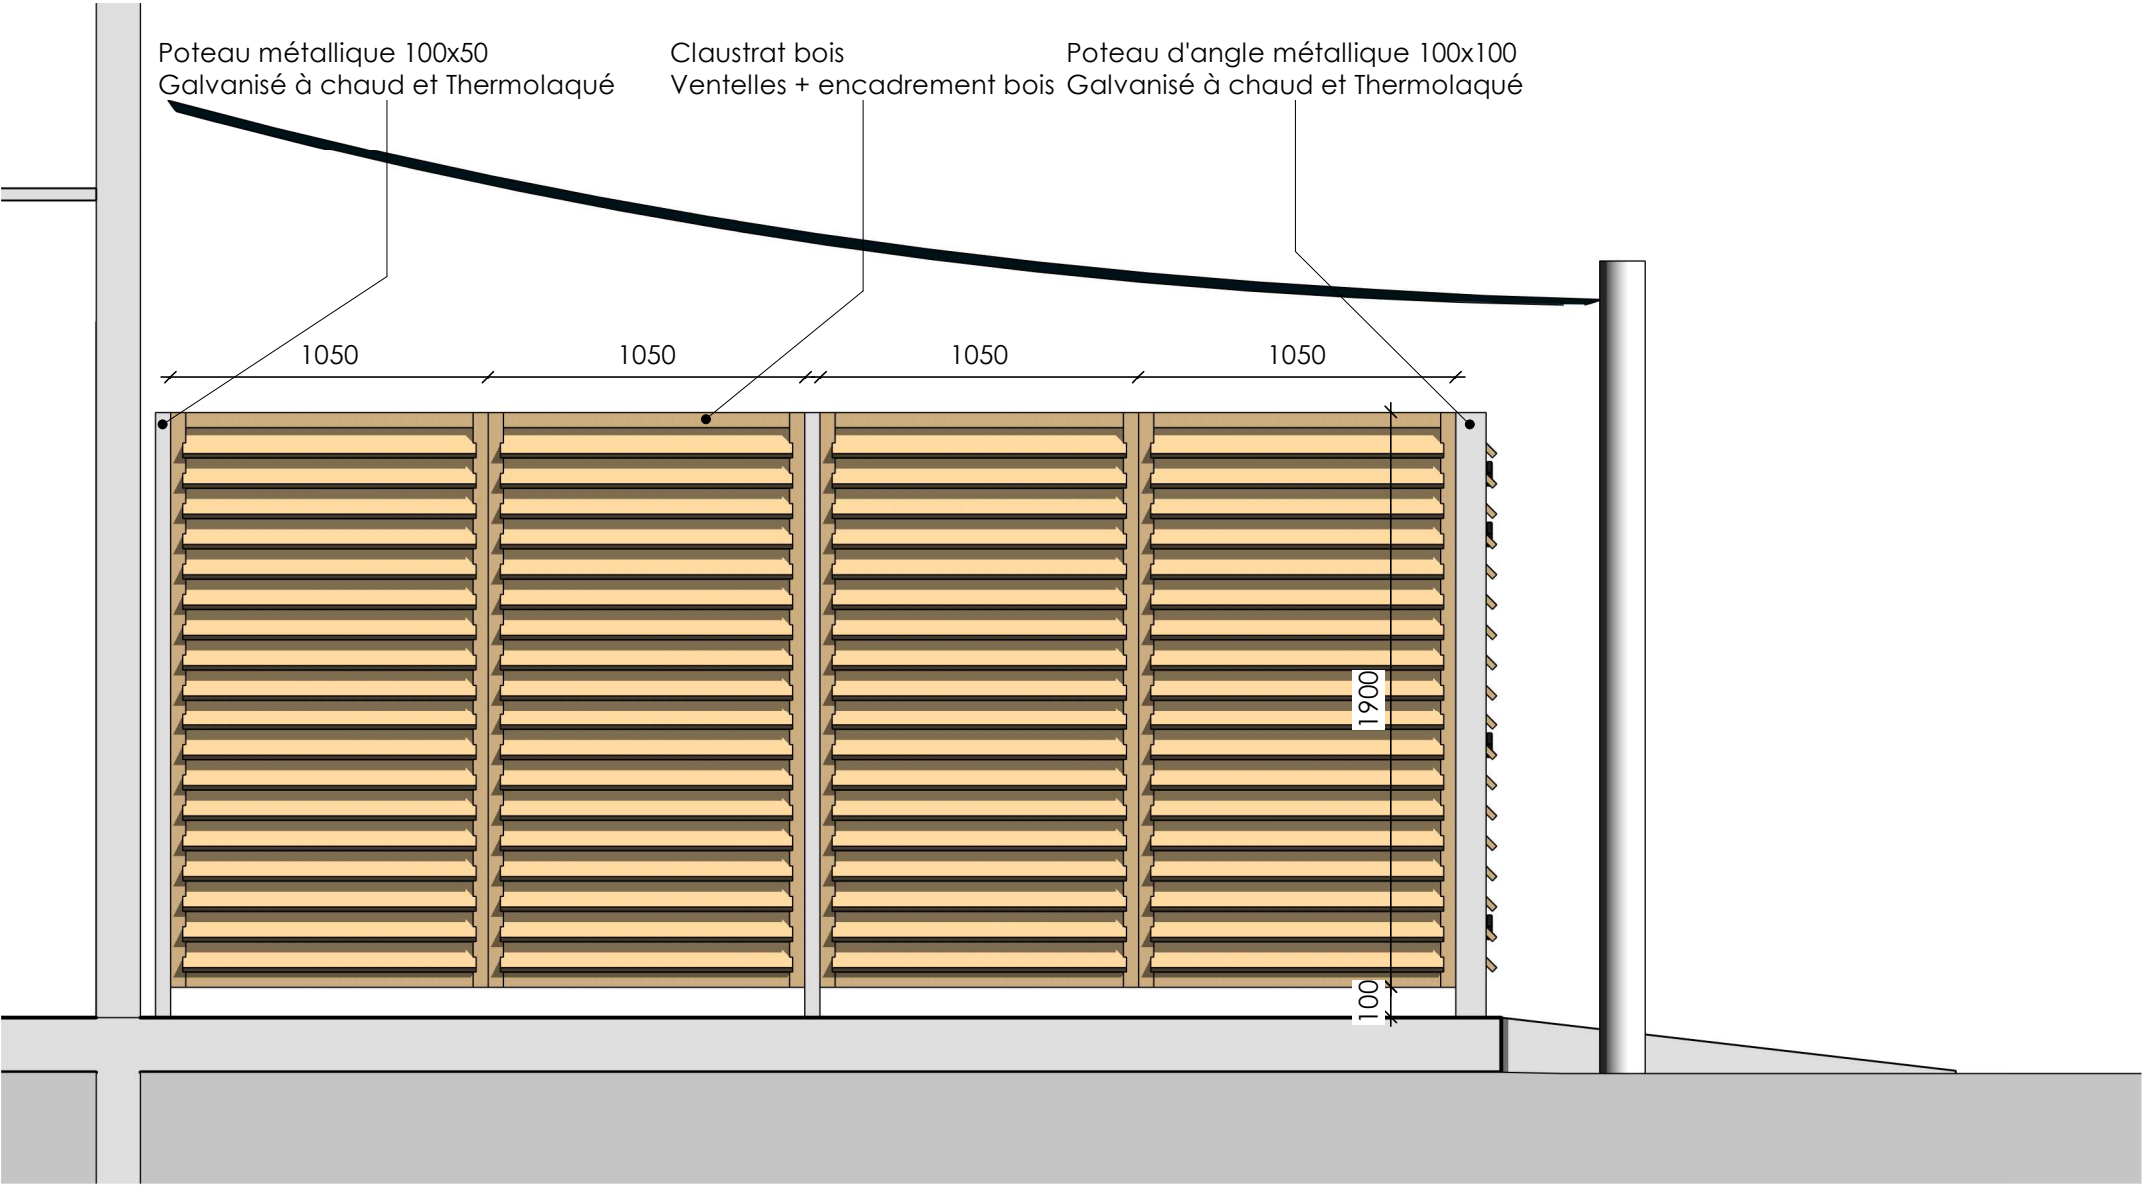 Poteau métallique 100x50
Galvanisé à chaud et Thermolaqué
Claustrat bois
Ventelles + encadrement bois
Poteau d'angle métallique 100x100
Galvanisé à chaud et Thermolaqué
1050
1050
1050
1050
1900
100